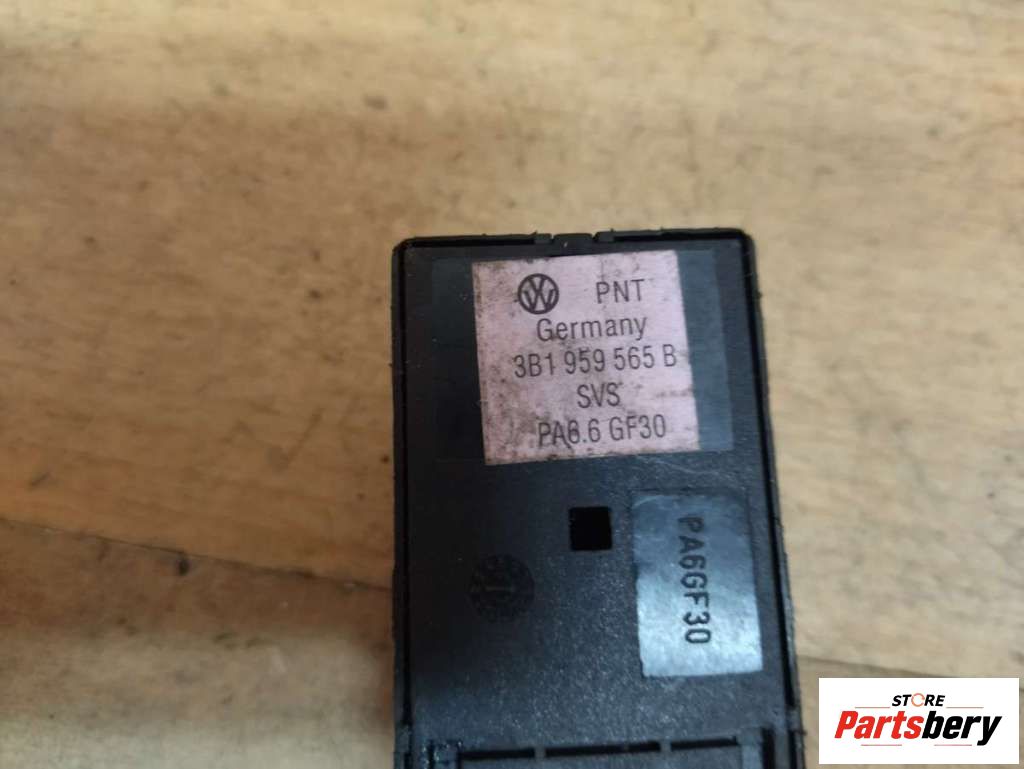 PNT
Germany
3B1 959 565 B
SVS
PA6.6 GF30
PA6GF30
STORE
Partsbery